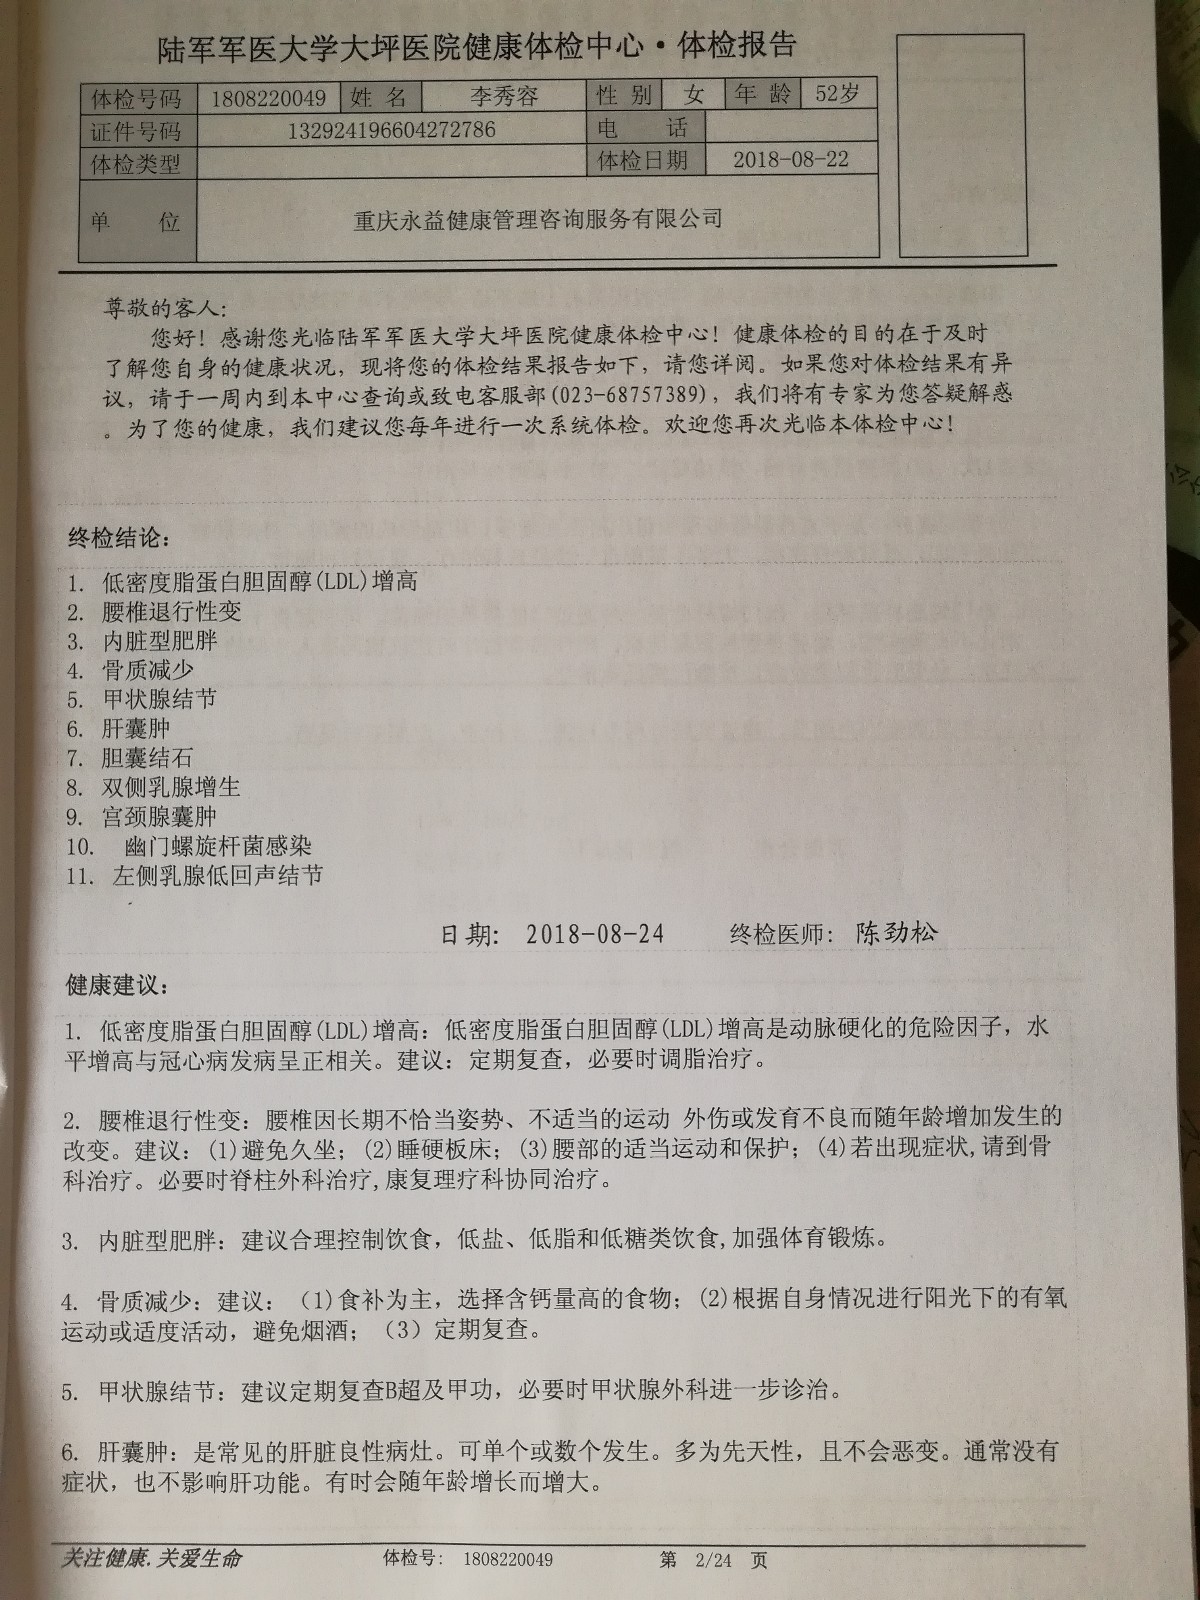 陆军军医大学大坪医院健康体检中心·体检报告
体检号码 1808220049 姓 名 李秀容 性 别 女 年 龄 52岁
证件号码 132924196604272786 电 话
体检类型 体检日期 2018-08-22
单 位 重庆永益健康管理咨询服务有限公司
尊敬的客人：
您好！感谢您光临陆军军医大学大坪医院健康体检中心！健康体检的目的在于及时
了解您自身的健康状况，现将您的体检结果报告如下，请您详阅。如果您对体检结果有异
议，请于一周内到本中心查询或致电客服部(023-68757389)，我们将有专家为您答疑解惑
。为了您的健康，我们建议您每年进行一次系统体检。欢迎您再次光临本体检中心！
终检结论：
1. 低密度脂蛋白胆固醇(LDL)增高
2. 腰椎退行性变
3. 内脏型肥胖
4. 骨质减少
5. 甲状腺结节
6. 肝囊肿
7. 胆囊结石
8. 双侧乳腺增生
9. 宫颈腺囊肿
10. 幽门螺旋杆菌感染
11. 左侧乳腺低回声结节
日期： 2018-08-24 终检医师： 陈劲松
健康建议：
1. 低密度脂蛋白胆固醇(LDL)增高：低密度脂蛋白胆固醇(LDL)增高是动脉硬化的危险因子，水
平增高与冠心病发病呈正相关。建议：定期复查，必要时调脂治疗。
2. 腰椎退行性变：腰椎因长期不恰当姿势、不适当的运动 外伤或发育不良而随年龄增加发生的
改变。建议：(1)避免久坐；(2)睡硬板床；(3)腰部的适当运动和保护；(4)若出现症状,请到骨
科治疗。必要时脊柱外科治疗,康复理疗科协同治疗。
3. 内脏型肥胖：建议合理控制饮食，低盐、低脂和低糖类饮食,加强体育锻炼。
4. 骨质减少：建议：（1)食补为主，选择含钙量高的食物；(2)根据自身情况进行阳光下的有氧
运动或适度活动，避免烟酒；（3）定期复查。
5. 甲状腺结节：建议定期复查B超及甲功，必要时甲状腺外科进一步诊治。
6. 肝囊肿：是常见的肝脏良性病灶。可单个或数个发生。多为先天性，且不会恶变。通常没有
症状，也不影响肝功能。有时会随年龄增长而增大。
关注健康.关爱生命 体检号： 1808220049 第 2/24 页